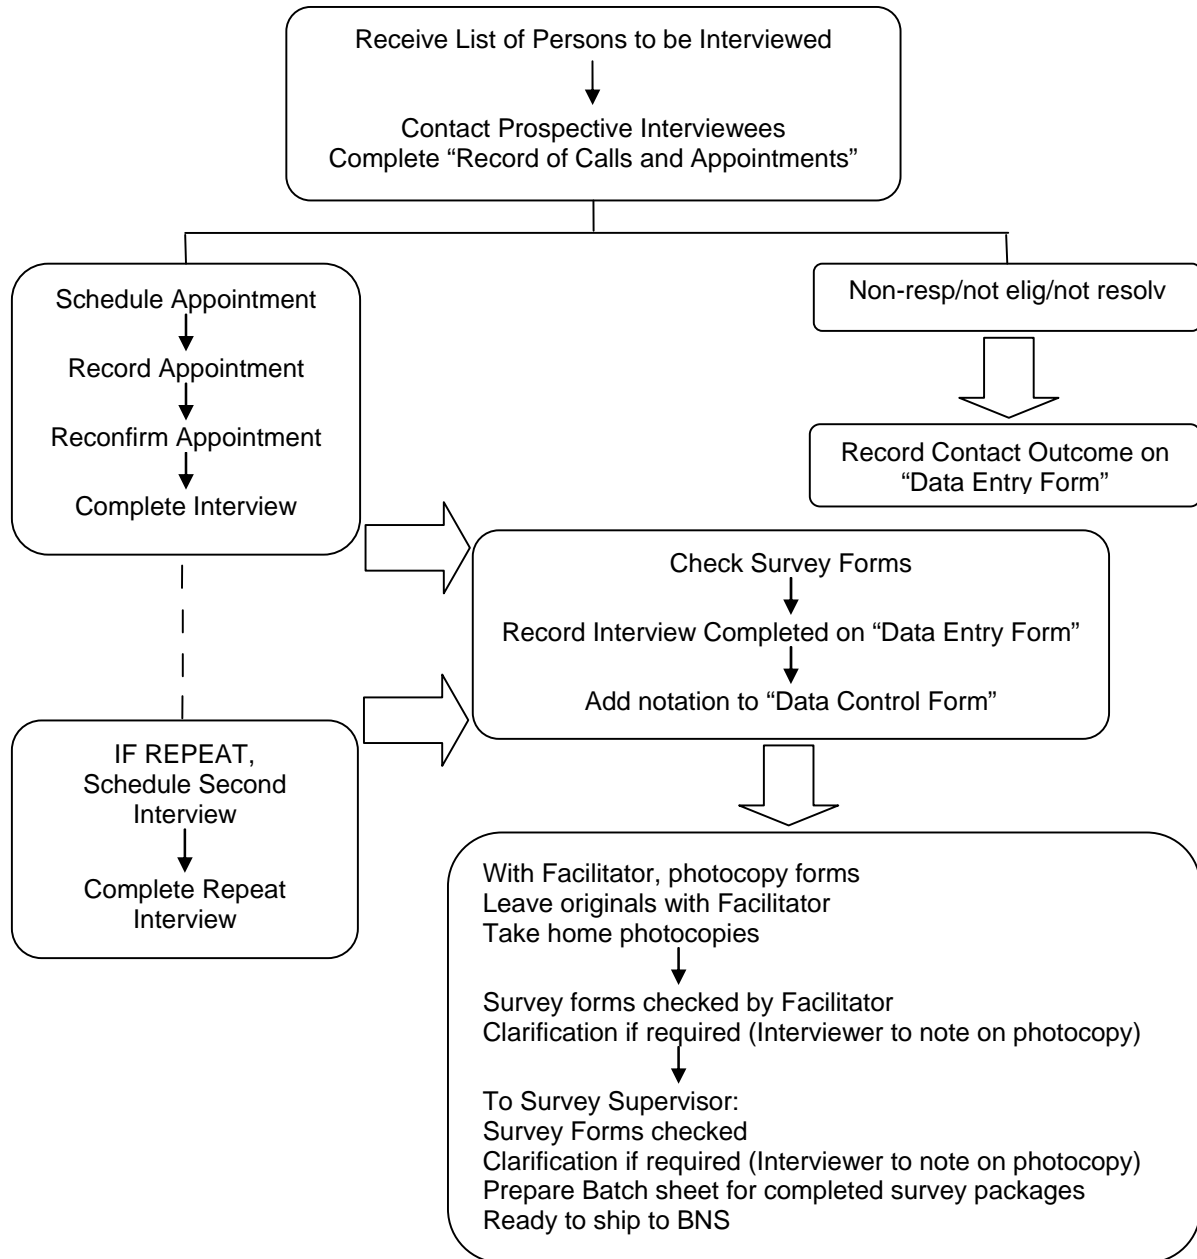 Receive List of Persons to be Interviewed
Contact Prospective Interviewees
Complete “Record of Calls and Appointments”
Schedule Appointment
Record Appointment
Reconfirm Appointment
Complete Interview
Non-resp/not elig/not resolv
Record Contact Outcome on
“Data Entry Form”
Check Survey Forms
Record Interview Completed on “Data Entry Form”
Add notation to “Data Control Form”
IF REPEAT,
Schedule Second
Interview
Complete Repeat
Interview
With Facilitator, photocopy forms
Leave originals with Facilitator
Take home photocopies
Survey forms checked by Facilitator
Clarification if required (Interviewer to note on photocopy)
To Survey Supervisor:
Survey Forms checked
Clarification if required (Interviewer to note on photocopy)
Prepare Batch sheet for completed survey packages
Ready to ship to BNS